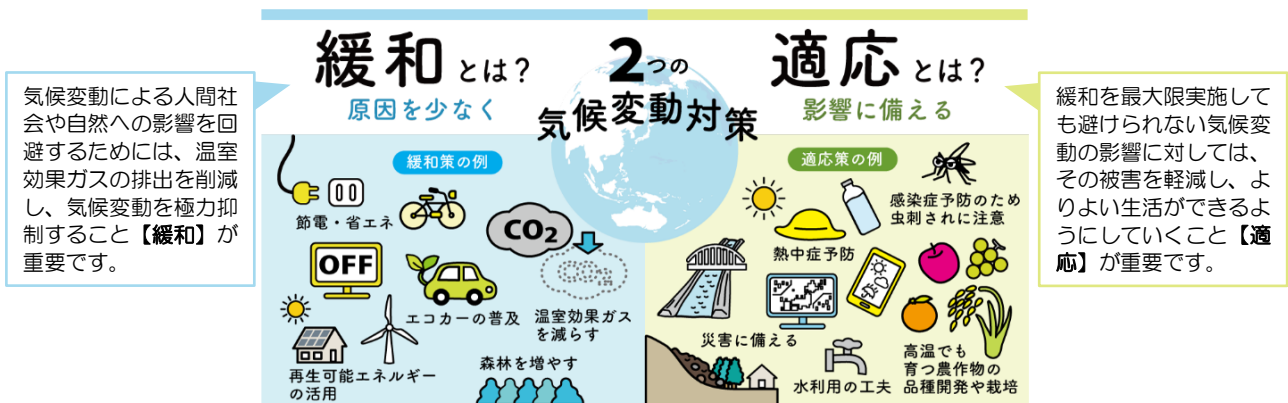 緩和とは?
原因を少なく
2つの
気候変動対策
適応とは?
影響に備える
気候変動による人間社
会や自然への影響を回
避するためには、温室
効果ガスの排出を削減
し、気候変動を極力抑
制すること【緩和】が
重要です。
緩和策の例
節電・省エネ
CO₂
OFF
エコカーの普及
温室効果ガス
を減らす
再生可能エネルギー
の活用
森林を増やす
適応策の例
感染症予防のため
虫刺されに注意
熱中症予防
災害に備える
水利用の工夫
高温でも
育つ農作物の
品種開発や栽培
緩和を最大限実施して
も避けられない気候変
動の影響に対しては、
その被害を軽減し、よ
りよい生活ができるよ
うにしていくこと【適
応】が重要です。